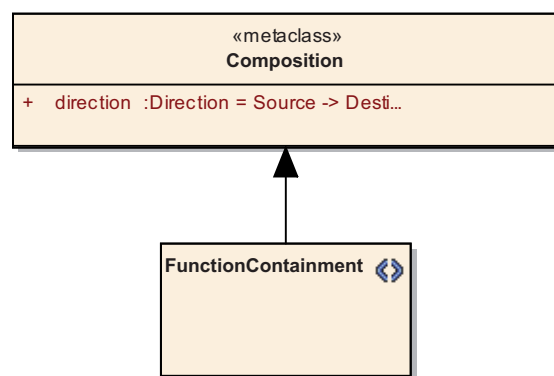 «metaclass»
Composition
+ direction :Direction = Source -> Desti...
FunctionContainment